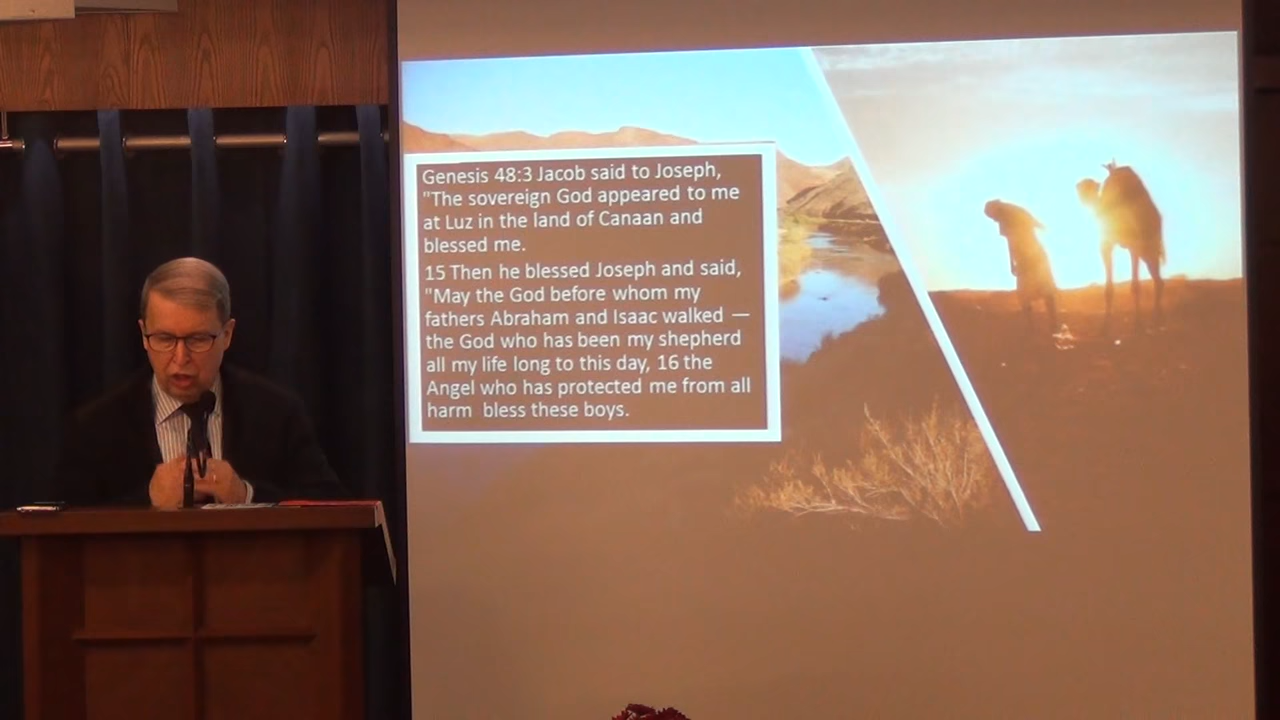 Genesis 48:3 Jacob said to Joseph,
"The sovereign God appeared to me
at Luz in the land of Canaan and
blessed me.
15 Then he blessed Joseph and said,
"May the God before whom my
fathers Abraham and Isaac walked —
the God who has been my shepherd
all my life long to this day, 16 the
Angel who has protected me from all
harm bless these boys.